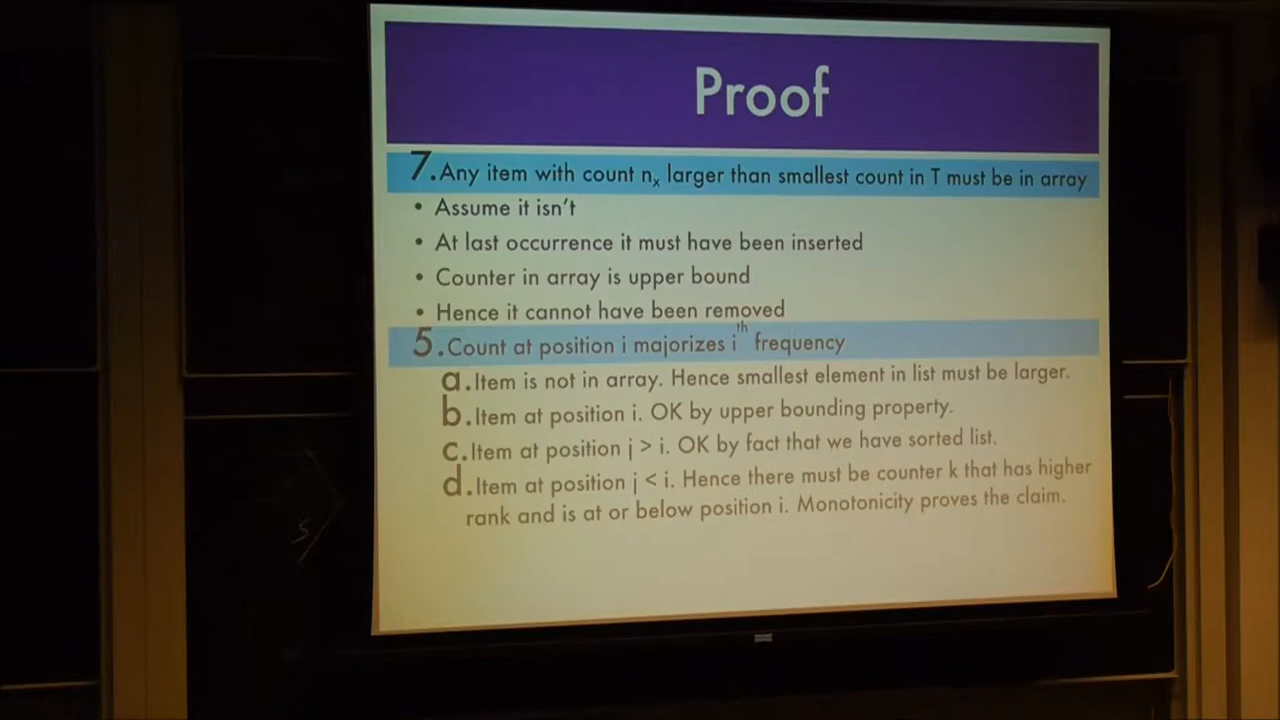 Proof
7. Any item with count nx larger than smallest count in T must be in array
• Assume it isn't
• At last occurrence it must have been inserted
• Counter in array is upper bound
• Hence it cannot have been removed
5. Count at position i majorizes ith frequency
a. Item is not in array. Hence smallest element in list must be larger.
b. Item at position i. OK by upper bounding property.
c. Item at position j > i. OK by fact that we have sorted list.
d. Item at position j < i. Hence there must be counter k that has higher
rank and is at or below position i. Monotonicity proves the claim.